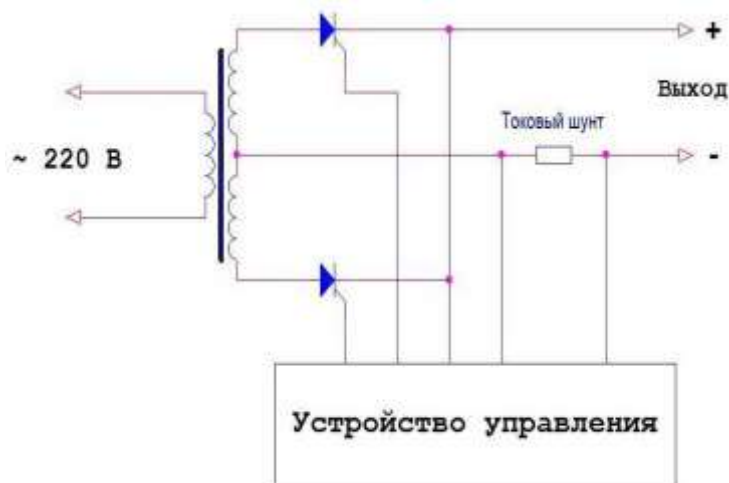 +
Выход
Токовый шунт
~ 220 В
-
Устройство управления